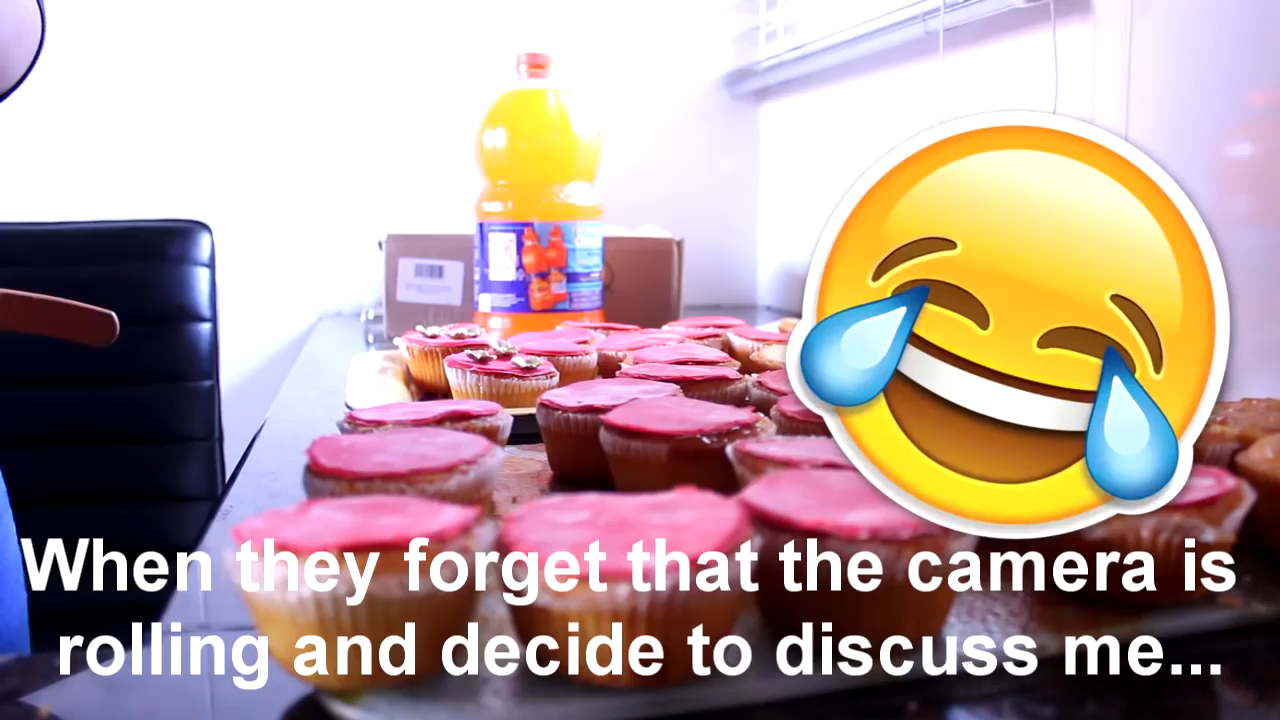 When they forget that the camera is
rolling and decide to discuss me...